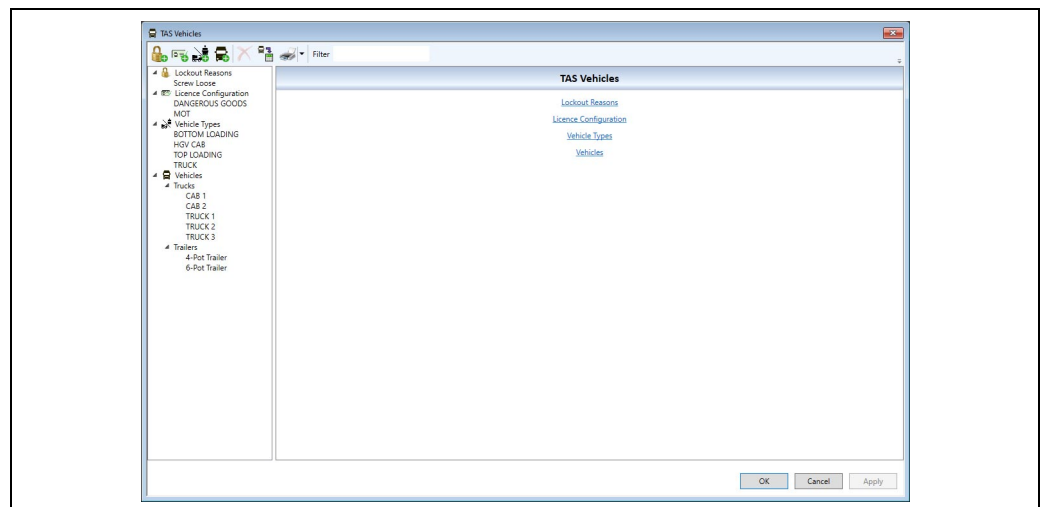 TAS Vehicles
Filter
Lockout Reasons
Screw Loose
Licence Configuration
DANGEROUS GOODS
MOT
Vehicle Types
BOTTOM LOADING
HGV CAB
TOP LOADING
TRUCK
Vehicles
Trucks
CAB 1
CAB 2
TRUCK 1
TRUCK 2
TRUCK 3
Trailers
4-Pot Trailer
6-Pot Trailer
TAS Vehicles
Lockout Reasons
Licence Configuration
Vehicle Types
Vehicles
OK Cancel Apply